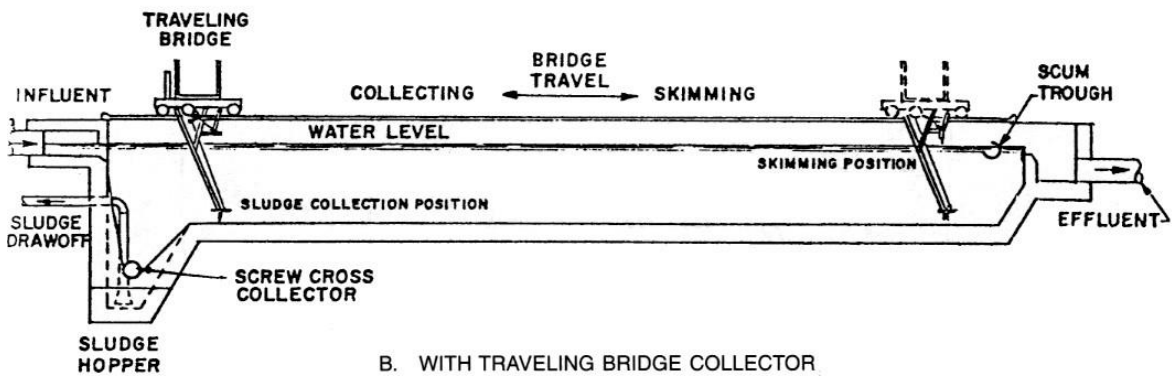 TRAVELING
BRIDGE
INFLUENT
COLLECTING
BRIDGE
TRAVEL
SKIMMING
SCUM
TROUGH
WATER LEVEL
SKIMMING POSITION
SLUDGE COLLECTION POSITION
SLUDGE
DRAWOFF
EFFLUENT
SCREW CROSS
COLLECTOR
SLUDGE
HOPPER
B. WITH TRAVELING BRIDGE COLLECTOR